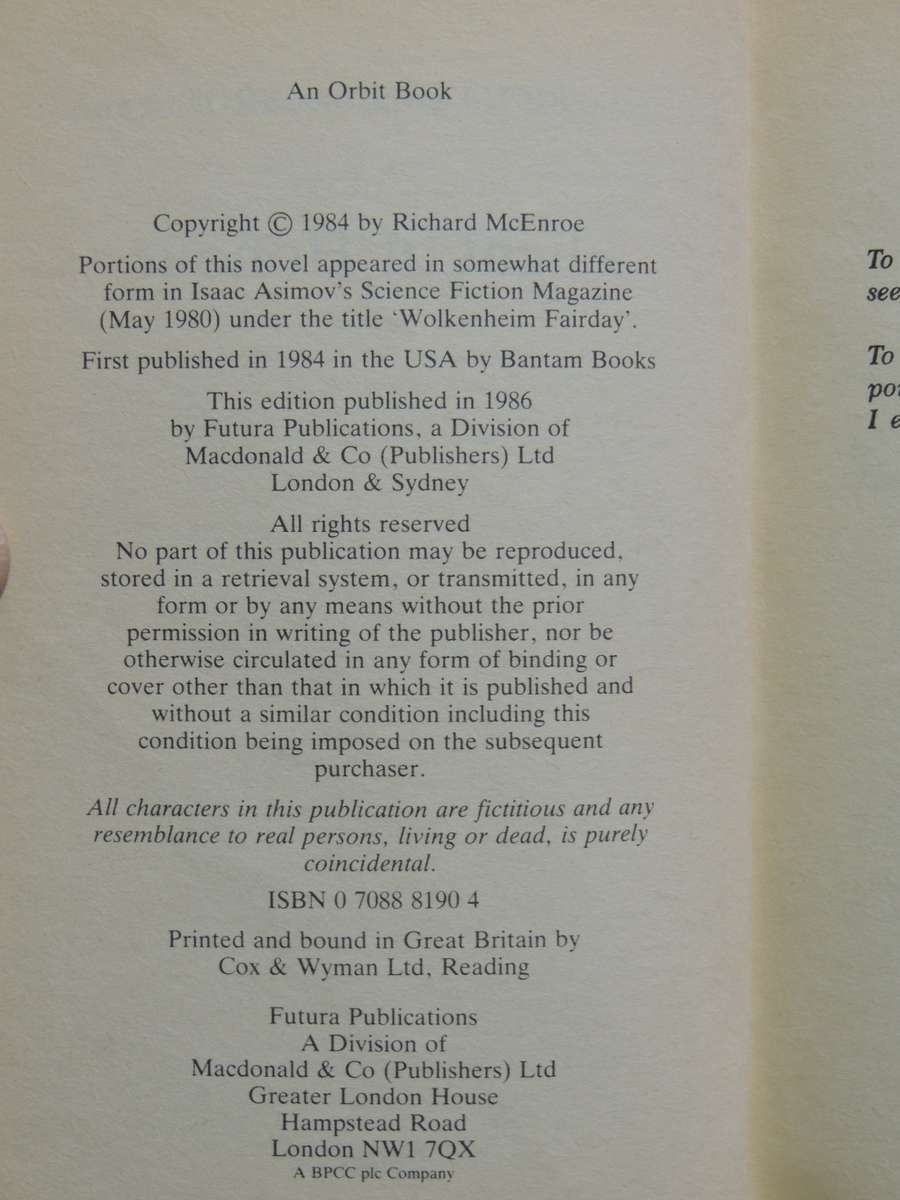 An Orbit Book
Copyright © 1984 by Richard McEnroe
Portions of this novel appeared in somewhat different
form in Isaac Asimov's Science Fiction Magazine
(May 1980) under the title 'Wolkenheim Fairday'.
First published in 1984 in the USA by Bantam Books
This edition published in 1986
by Futura Publications, a Division of
Macdonald & Co (Publishers) Ltd
London & Sydney
All rights reserved
No part of this publication may be reproduced,
stored in a retrieval system, or transmitted, in any
form or by any means without the prior
permission in writing of the publisher, nor be
otherwise circulated in any form of binding or
cover other than that in which it is published and
without a similar condition including this
condition being imposed on the subsequent
purchaser.
All characters in this publication are fictitious and any
resemblance to real persons, living or dead, is purely
coincidental.
ISBN 0 7088 8190 4
Printed and bound in Great Britain by
Cox & Wyman Ltd, Reading
Futura Publications
A Division of
Macdonald & Co (Publishers) Ltd
Greater London House
Hampstead Road
London NW1 7QX
A BPCC plc Company
To
see
To
I